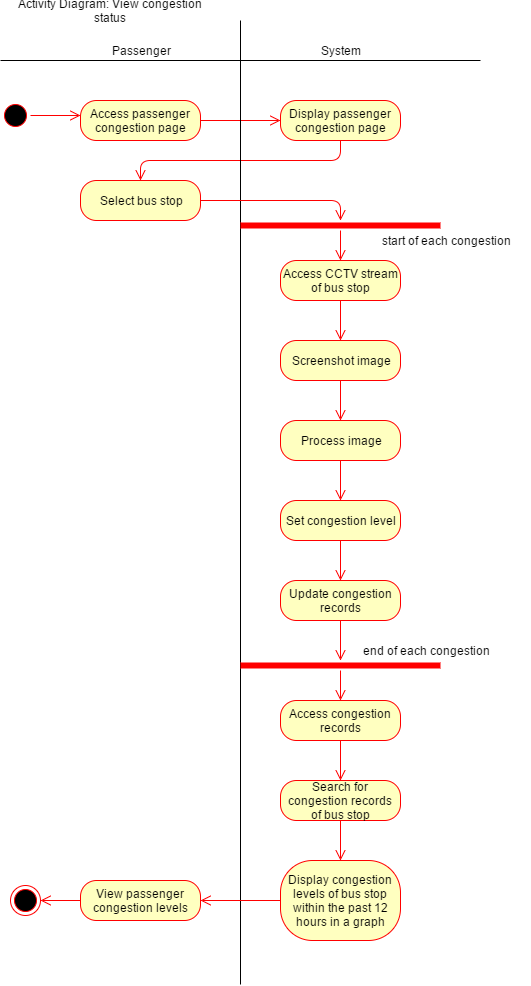 Activity Diagram: View congestion
status
Passenger
System
Access passenger
congestion page
Display passenger
congestion page
Select bus stop
start of each congestion
Access CCTV stream
of bus stop
Screenshot image
Process image
Set congestion level
Update congestion
records
end of each congestion
Access congestion
records
Search for
congestion records
of bus stop
Display congestion
levels of bus stop
within the past 12
hours in a graph
View passenger
congestion levels